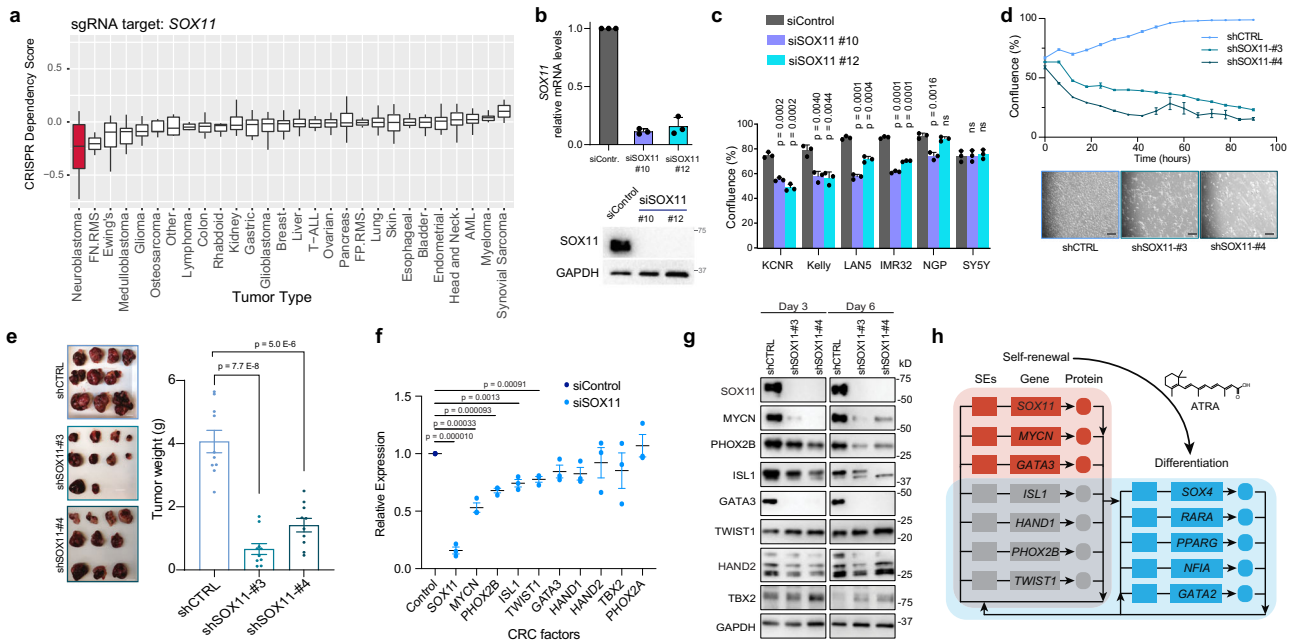 a
sgRNA target: SOX11
CRISPR Dependency Score
0.5
0.0
−0.5
Neuroblastoma
FN.RMS
Ewing's
Medulloblastoma
Glioma
Osteosarcoma
Other
Lymphoma
Colon
Rhabdoid
Kidney
Gastric
Glioblastoma
Breast
Liver
T−ALL
Ovarian
Pancreas
FP.RMS
Lung
Skin
Esophageal
Bladder
Endometrial
Head and Neck
AML
Myeloma
Synovial Sarcoma
Tumor Type
b
SOX11
relative mRNA levels
1.0
0.5
0.0
siContr.
siSOX11
#10
siSOX11
#12
siControl
siSOX11
#10
#12
SOX11
GAPDH
75
37
c
siControl
siSOX11 #10
siSOX11 #12
p = 0.0002
p = 0.0002
p = 0.0040
p = 0.0044
p = 0.0001
p = 0.0004
p = 0.0001
p = 0.0001
p = 0.0016
ns
ns
ns
Confluence
(%)
100
80
60
40
20
0
KCNR
Kelly
LAN5
IMR32
NGP
SY5Y
d
shCTRL
shSOX11-#3
shSOX11-#4
Confluence (%)
100
50
0
0
20
40
60
80
100
Time (hours)
shCTRL
shSOX11-#3
shSOX11-#4
e
shCTRL
shSOX11-#3
shSOX11-#4
p = 5.0 E-6
p = 7.7 E-8
Tumor weight (g)
6
4
2
0
shCTRL
shSOX11-#3
shSOX11-#4
f
siControl
siSOX11
p = 0.00091
p = 0.0013
p = 0.000093
p = 0.00033
p = 0.000010
Relative Expression
1.5
1.0
0.5
0.0
Control
SOX11
MYCN
PHOX2B
ISL1
TWIST1
GATA3
HAND1
HAND2
TBX2
PHOX2A
CRC factors
g
Day 3
Day 6
shCTRL
shSOX11-#3
shSOX11-#4
shCTRL
shSOX11-#3
shSOX11-#4
kD
SOX11
MYCN
PHOX2B
ISL1
GATA3
TWIST1
HAND2
TBX2
GAPDH
75
50
75
50
37
50
37
50
25
20
37
25
75
37
h
Self-renewal
SEs
Gene
Protein
ATRA
OH
O
SOX11
MYCN
GATA3
Differentiation
ISL1
HAND1
PHOX2B
TWIST1
SOX4
RARA
PPARG
NFIA
GATA2